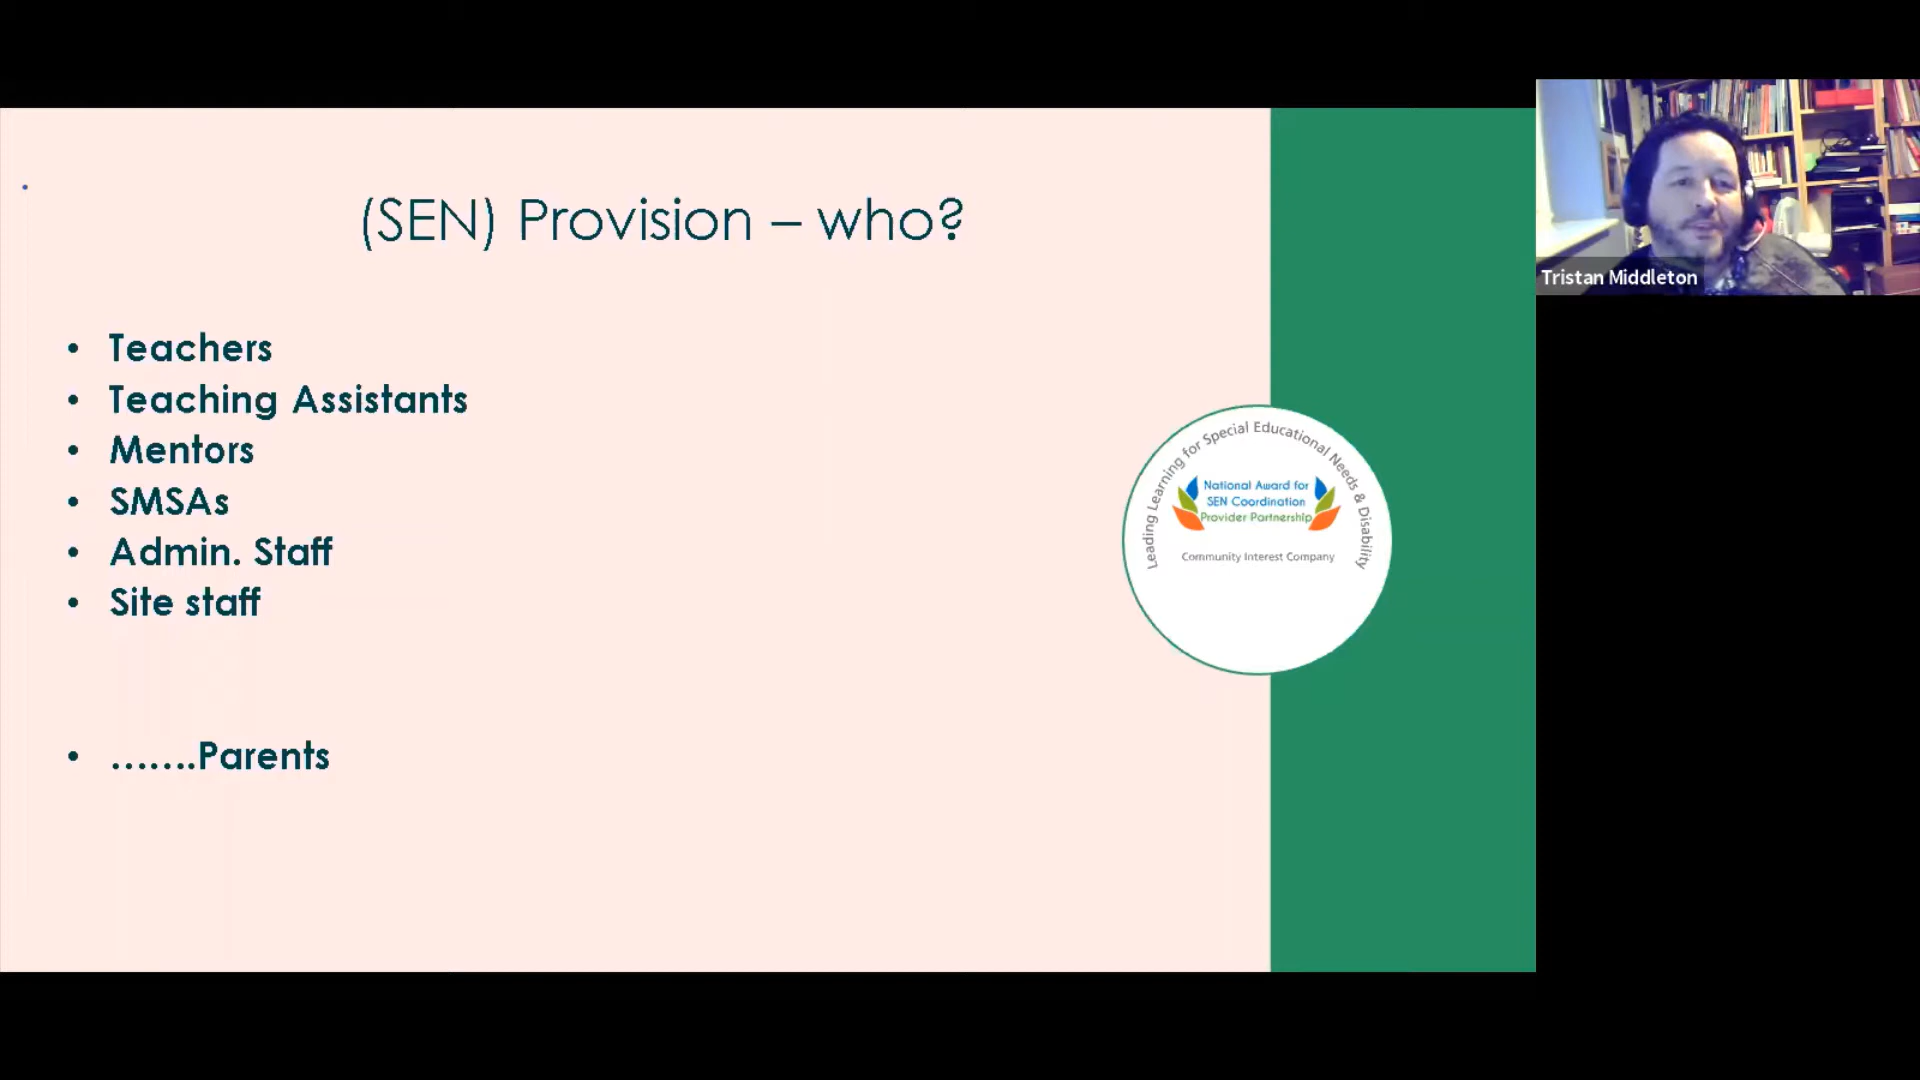 (SEN) Provision – who?
• Teachers
• Teaching Assistants
• Mentors
• SMSAs
• Admin. Staff
• Site staff
• …….Parents
Leading Learning for Special Educational Needs & Disability
National Award for
SEN Coordination
Provider Partnership
Community Interest Company
Tristan Middleton